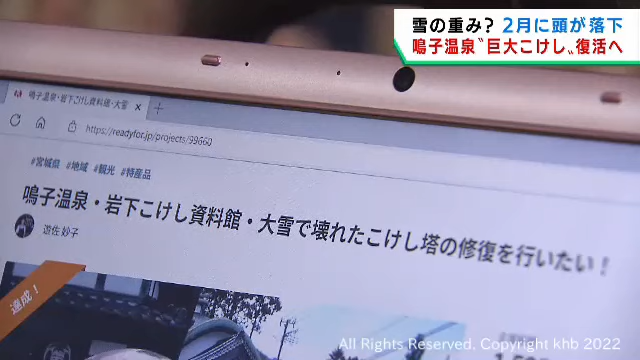 雪の重み? 2月に頭が落下
鳴子温泉〝巨大こけし〟復活へ
鳴子温泉・岩下こけし資料館・大雪
https://readyfor.jp/projects/99660
#宮城県 #地域 #観光 #特産品
鳴子温泉・岩下こけし資料館・大雪で壊れたこけし塔の修復を行いたい!
遊佐 妙子
達成!
All Rights Reserved. Copyright khb 2022